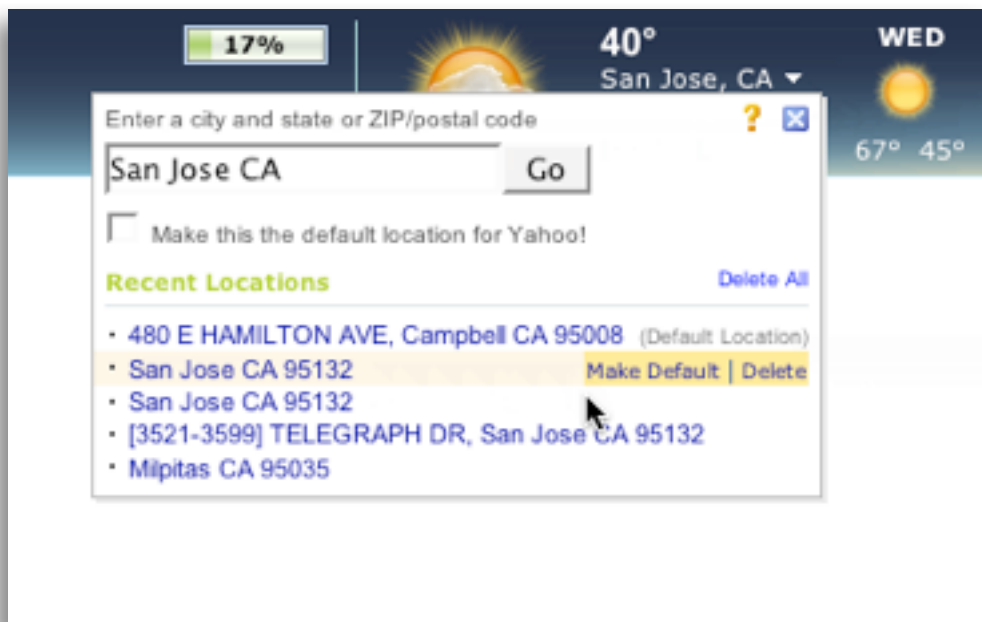 17%
40°
San Jose, CA
WED
67° 45°
Enter a city and state or ZIP/postal code
?
San Jose CA
Go
Make this the default location for Yahoo!
Recent Locations Delete All
· 480 E HAMILTON AVE, Campbell CA 95008 (Default Location)
· San Jose CA 95132 Make Default | Delete
· San Jose CA 95132
· [3521-3599] TELEGRAPH DR, San Jose CA 95132
· Milpitas CA 95035